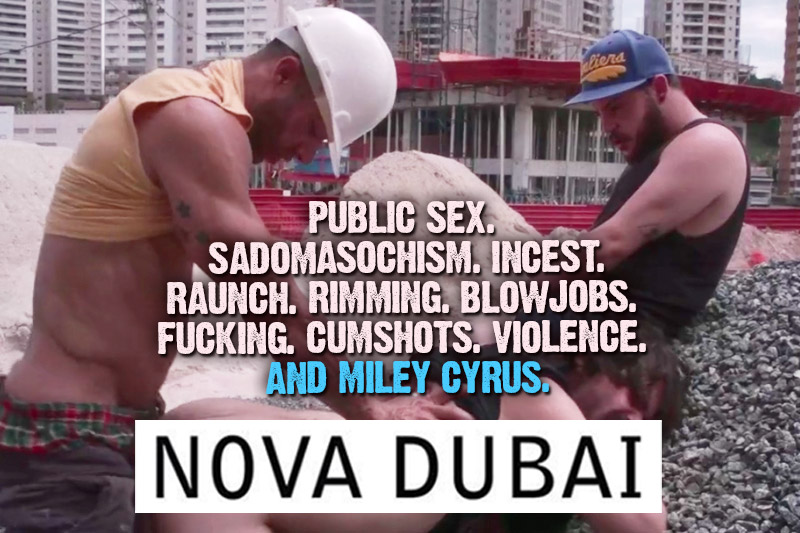 PUBLIC SEX.
SADOMASOCHISM. INCEST.
RAUNCH. RIMMING. BLOWJOBS.
FUCKING. CUMSHOTS. VIOLENCE.
AND MILEY CYRUS.
NOVA DUBAI